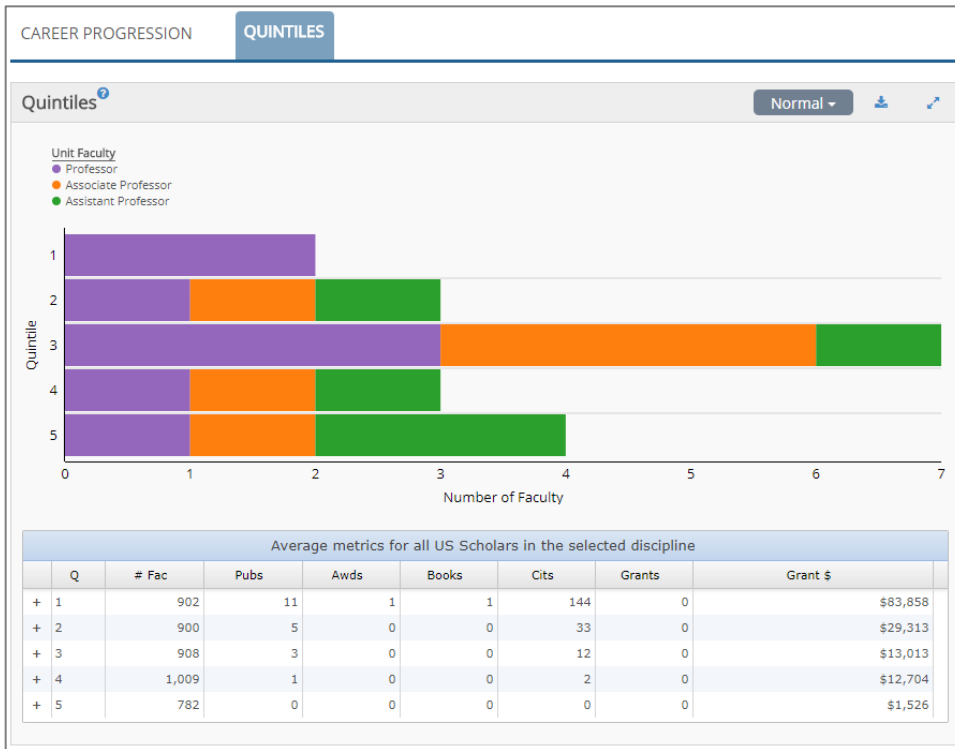 CAREER PROGRESSION QUINTILES
Quintiles ?
Normal
Unit Faculty
Professor
Associate Professor
Assistant Professor
Quintile
1
2
3
4
5
0 1 2 3 4 5 6 7
Number of Faculty
Average metrics for all US Scholars in the selected discipline
Q # Fac Pubs Awds Books Cits Grants Grant $
+ 1 902 11 1 1 144 0 $83,858
+ 2 900 5 0 0 33 0 $29,313
+ 3 908 3 0 0 12 0 $13,013
+ 4 1,009 1 0 0 2 0 $12,704
+ 5 782 0 0 0 0 0 $1,526